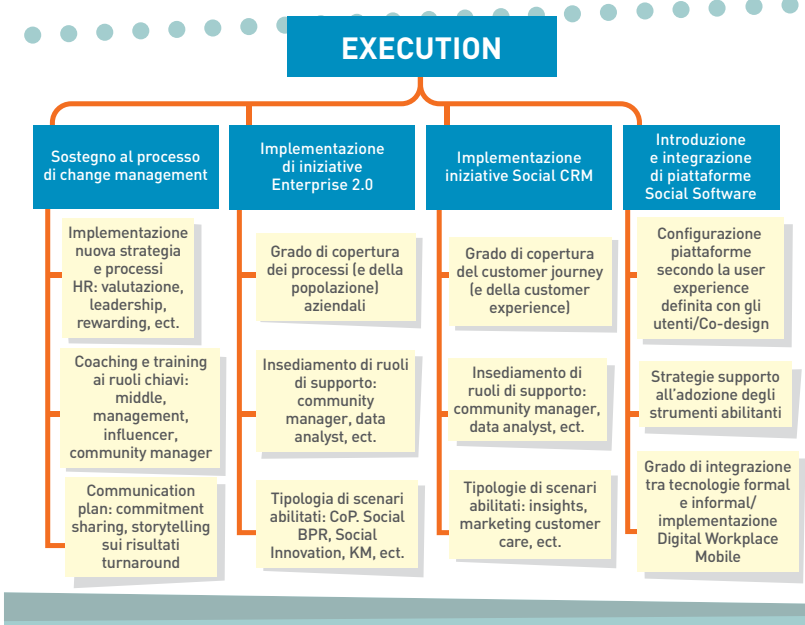 EXECUTION
Sostegno al processo
di change management
Implementazione
nuova strategia
e processi
HR: valutazione,
leadership,
rewarding, ect.
Coaching e training
ai ruoli chiavi:
middle,
management,
influencer,
community manager
Communication
plan: commitment
sharing, storytelling
sui risultati
turnaround
Implementazione
di iniziative
Enterprise 2.0
Grado di copertura
dei processi (e della
popolazione)
aziendali
Insediamento di ruoli
di supporto:
community
manager, data
analyst, ect.
Tipologia di scenari
abilitati: CoP. Social
BPR, Social
Innovation, KM, ect.
Implementazione
iniziative Social CRM
Grado di copertura
del customer journey
(e della customer
experience)
Insediamento di
ruoli di supporto:
community manager,
data analyst, ect.
Tipologie di scenari
abilitati: insights,
marketing customer
care, ect.
Introduzione
e integrazione
di piattaforme
Social Software
Configurazione
piattaforme
secondo la user
experience
definita con gli
utenti/Co-design
Strategie supporto
all'adozione degli
strumenti abilitanti
Grado di integrazione
tra tecnologie formal
e informal/
implementazione
Digital Workplace
Mobile